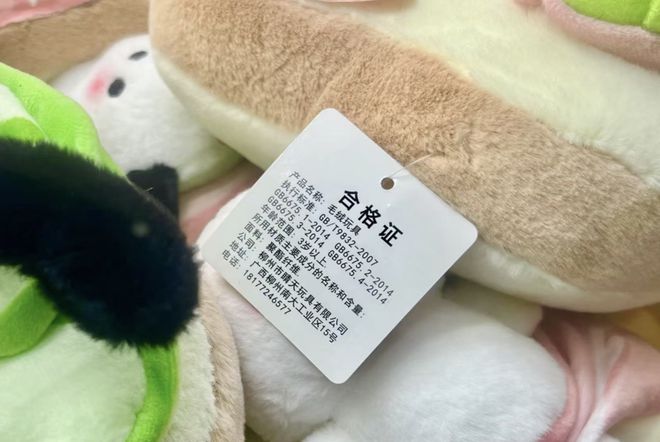 合格证
产品名称：毛绒玩具
执行标准：GB/T9832-2007
GB6675.1-2014 GB6675.2-2014
GB6675.3-2014 GB6675.4-2014
年龄范围：3岁以上
所用材质主要成分的名称和含量：
面料：聚酯纤维
公司：柳州市晴天玩具有限公司
地址：广西柳州南大工业区15号
电话：18177246577